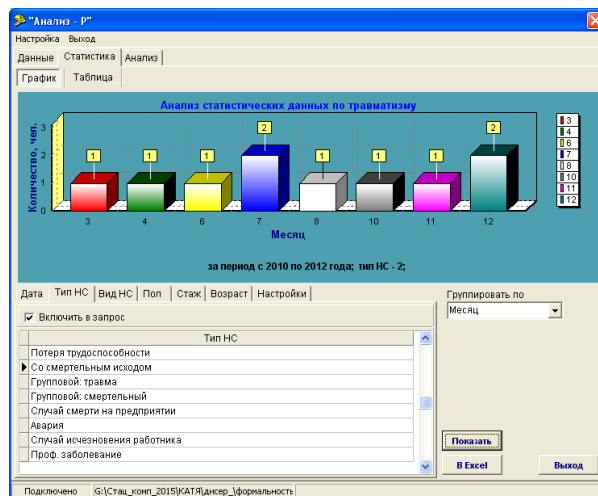 "Анализ - Р"
Настройка Выход
Данные Статистика Анализ
График Таблица
Анализ статистических данных по травматизму
Количество, чел.
3
2
1
0
1 1 1 2 1 1 1 2
3 4 6 7 8 10 11 12
Месяц
3
4
6
7
8
10
11
12
за период с 2010 по 2012 года; тип НС - 2;
Дата Тип НС Вид НС Пол Стаж Возраст Настройки
Группировать по
Месяц
Включить в запрос
Тип НС
Потеря трудоспособности
Со смертельным исходом
Групповой: травма
Групповой: смертельный
Случай смерти на предприятии
Авария
Случай исчезновения работника
Проф. заболевание
Показать
В Excel
Выход
Подключено G:\Стац_комп_2015\КАТЯ\дисер_\формальность